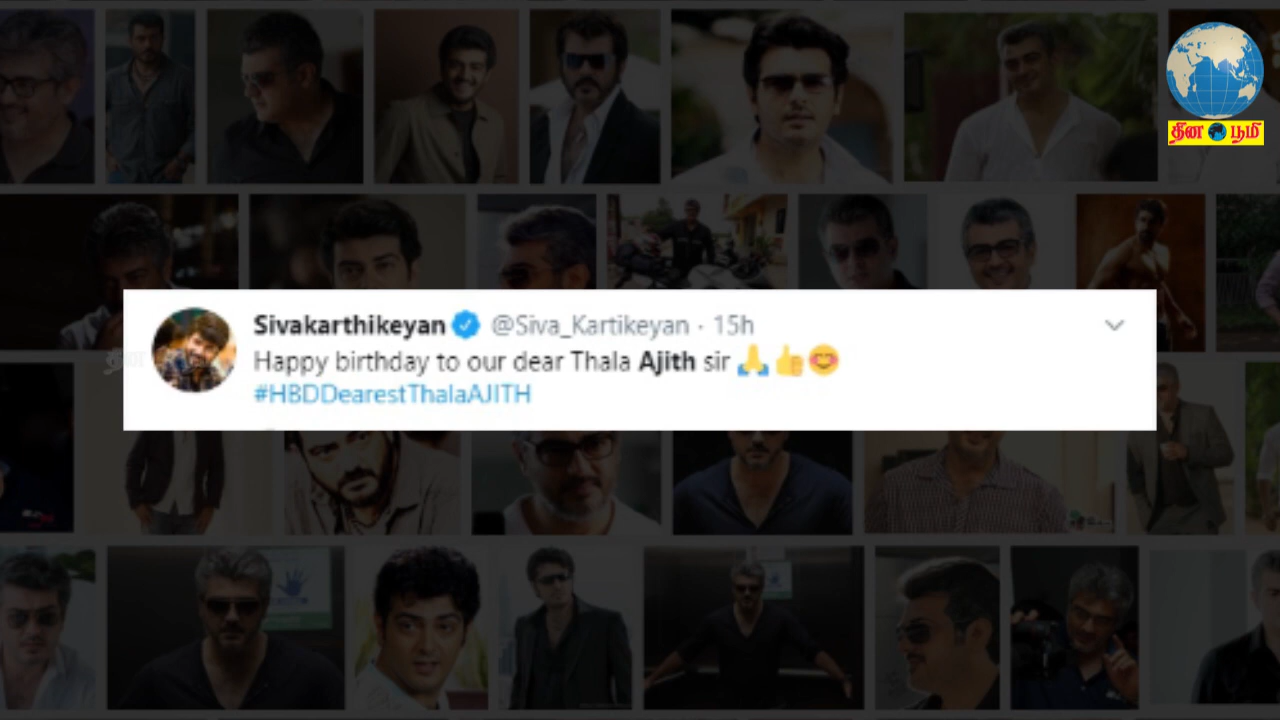 தின பூமி
Sivakarthikeyan @Siva_Kartikeyan · 15h
Happy birthday to our dear Thala Ajith sir 🙏👍😊
#HBDDearestThalaAJITH